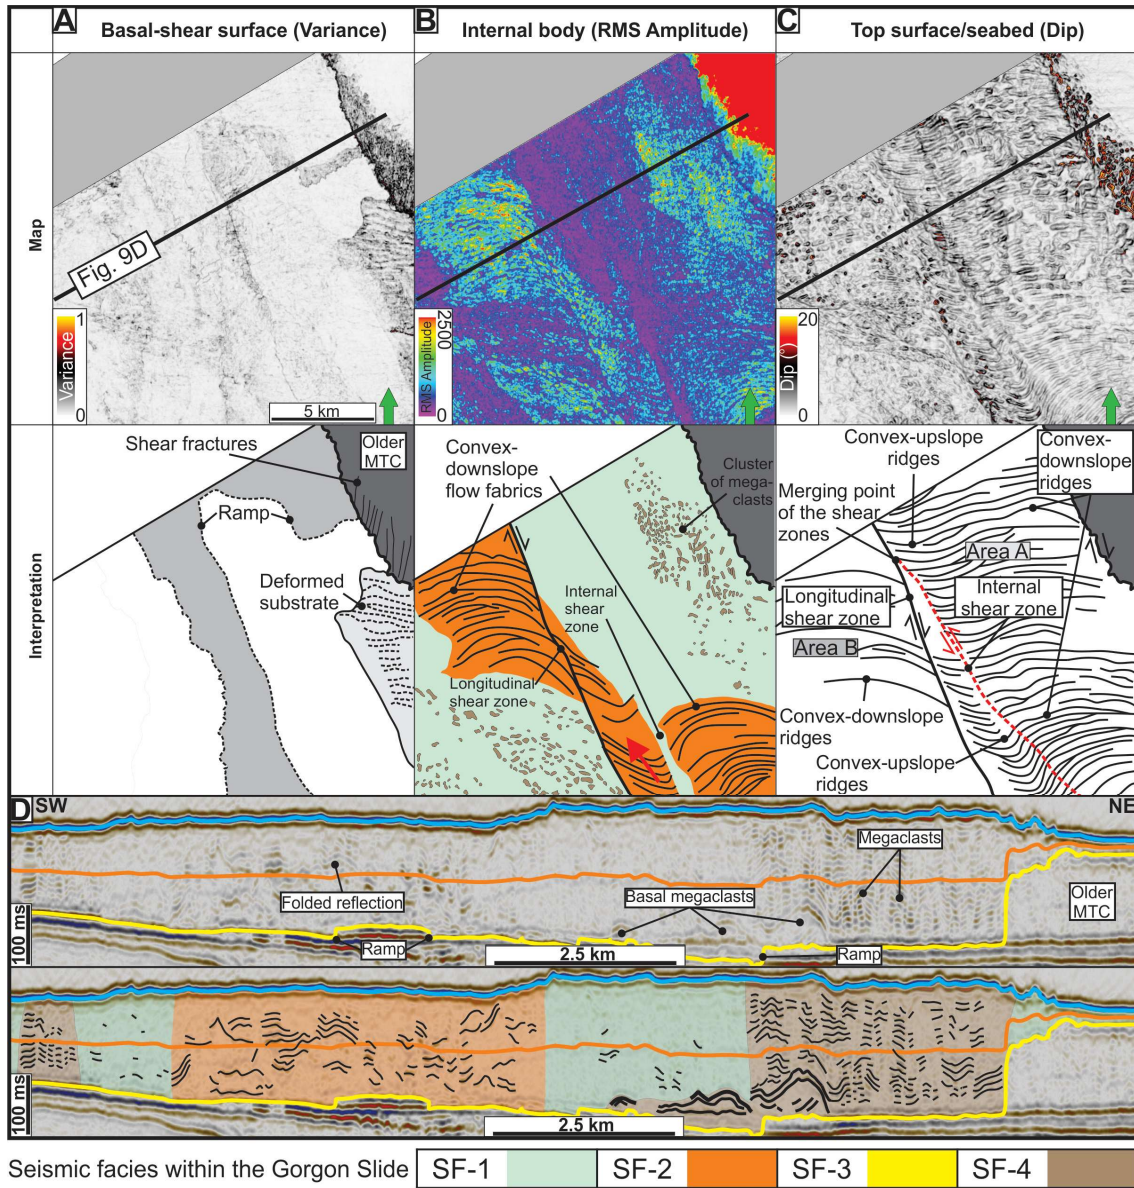 A Basal-shear surface (Variance)
B Internal body (RMS Amplitude)
C Top surface/seabed (Dip)
Map
Fig. 9D
1
Variance
0
5 km
2500
RMS Amplitude
0
20
Dip (°)
0
Interpretation
Shear fractures
Older
MTC
Ramp
Deformed
substrate
Convex-
downslope
flow fabrics
Cluster
of mega-
clasts
Internal
shear
zone
Longitudinal
shear zone
Convex-upslope
ridges
Convex-
downslope
ridges
Merging point
of the shear
zones
Area A
Longitudinal
shear zone
Internal
shear zone
Area B
Convex-downslope
ridges
Convex-upslope
ridges
D SW
NE
Megaclasts
Folded reflection
Basal megaclasts
Older
MTC
100 ms
Ramp
2.5 km
Ramp
100 ms
2.5 km
Seismic facies within the Gorgon Slide SF-1 SF-2 SF-3 SF-4